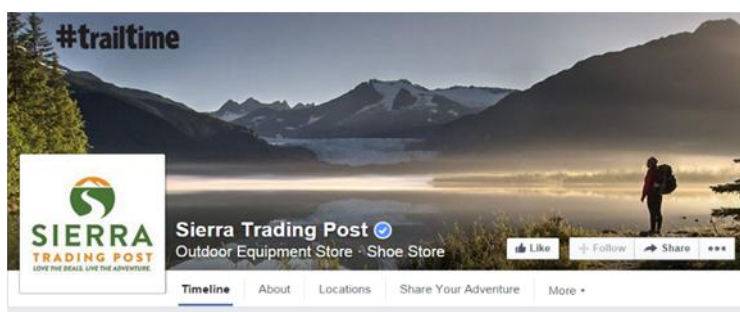 #trailtime
SIERRA
TRADING POST
LOVE THE DEALS. LIVE THE ADVENTURE.
Sierra Trading Post
Outdoor Equipment Store · Shoe Store
Like
Follow
Share
Timeline
About
Locations
Share Your Adventure
More